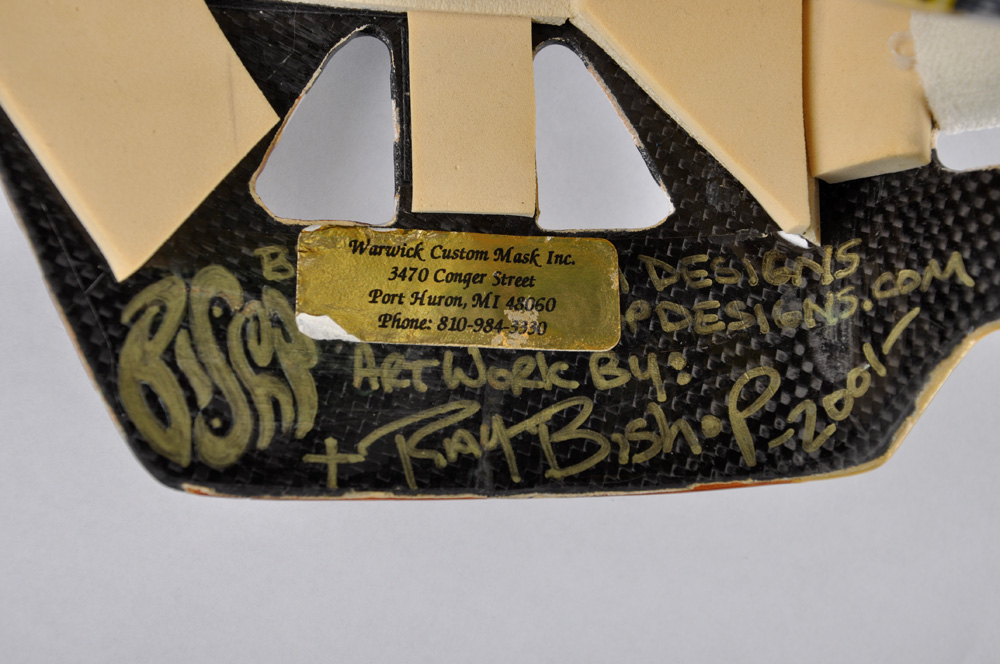 Warwick Custom Mask Inc.
3470 Conger Street
Port Huron, MI 48060
Phone: 810-984-3330
B DESIGNS
PDESIGNS.COM
BISHOP
ARTWORK BY:
RAY BishoP -2001-